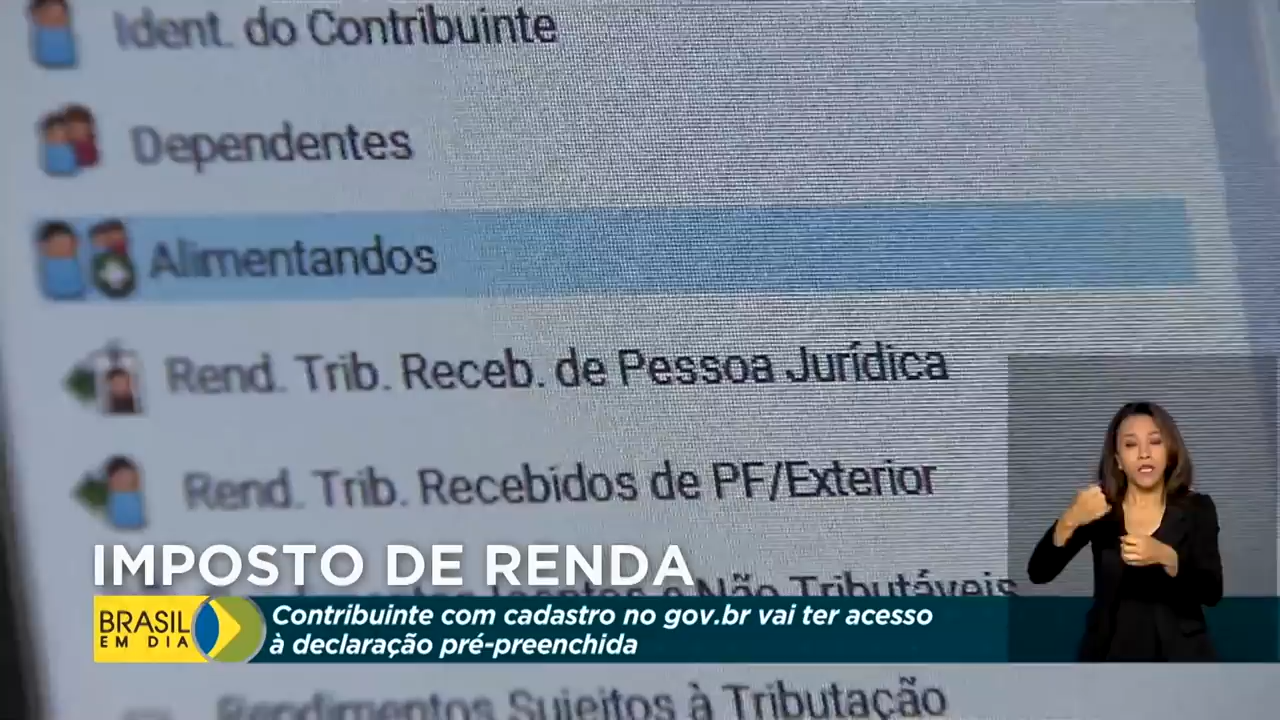 Ident. do Contribuinte
Dependentes
Alimentandos
Rend. Trib. Receb. de Pessoa Jurídica
Rend. Trib. Recebidos de PF/Exterior
e Não Tributáveis
IMPOSTO DE RENDA
BRASIL
EM DIA
Contribuinte com cadastro no gov.br vai ter acesso
à declaração pré-preenchida
Rendimentos Sujeitos à Tributação